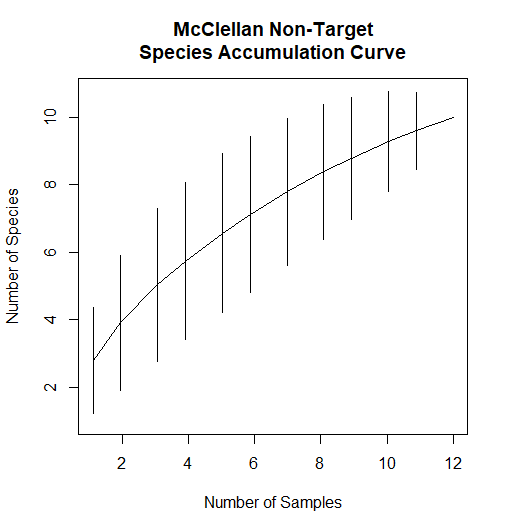 McClellan Non-Target
Species Accumulation Curve
10
8
6
4
2
Number of Species
2 4 6 8 10 12
Number of Samples